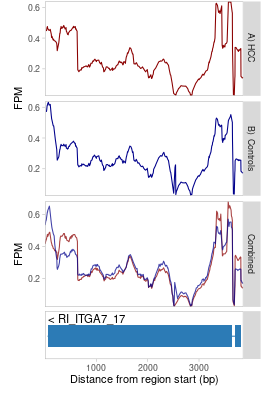 0.6
0.4
0.2
FPM
A) HCC
0.6
0.4
0.2
B): Controls
0.6
0.4
0.2
FPM
Combined
< RI_ITGA7_17
1000 2000 3000
Distance from region start (bp)